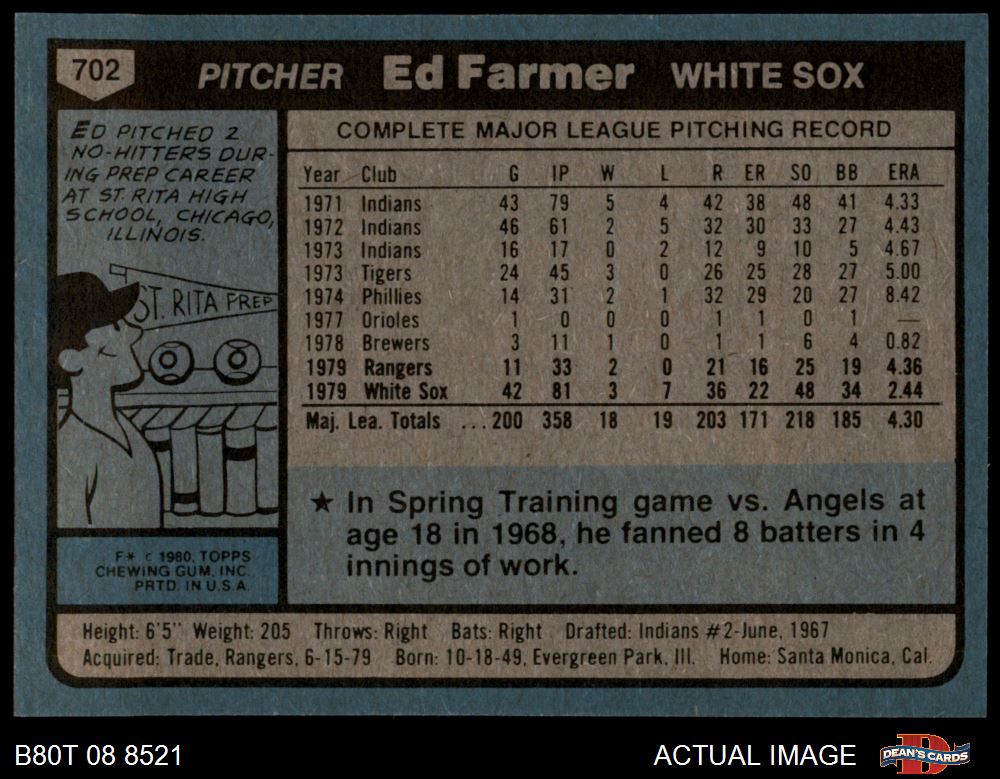 702 PITCHER Ed Farmer WHITE SOX
ED PITCHED 2
NO-HITTERS DUR-
ING PREP CAREER
AT ST. RITA HIGH
SCHOOL, CHICAGO,
ILLINOIS.
ST. RITA PREP
F✶ © 1980, TOPPS
CHEWING GUM, INC.
PRTD. IN U.S.A.
COMPLETE MAJOR LEAGUE PITCHING RECORD
Year Club G IP W L R ER SO BB ERA
1971 Indians 43 79 5 4 42 38 48 41 4.33
1972 Indians 46 61 2 5 32 30 33 27 4.43
1973 Indians 16 17 0 2 12 9 10 5 4.67
1973 Tigers 24 45 3 0 26 25 28 27 5.00
1974 Phillies 14 31 2 1 32 29 20 27 8.42
1977 Orioles 1 0 0 0 1 1 0 1 —
1978 Brewers 3 11 1 0 1 1 6 4 0.82
1979 Rangers 11 33 2 0 21 16 25 19 4.36
1979 White Sox 42 81 3 7 36 22 48 34 2.44
Maj. Lea. Totals ...200 358 18 19 203 171 218 185 4.30
★ In Spring Training game vs. Angels at
age 18 in 1968, he fanned 8 batters in 4
innings of work.
Height: 6'5" Weight: 205 Throws: Right Bats: Right Drafted: Indians #2-June, 1967
Acquired: Trade, Rangers, 6-15-79 Born: 10-18-49, Evergreen Park, Ill. Home: Santa Monica, Cal.
B80T 08 8521 ACTUAL IMAGE DEAN'S CARDS